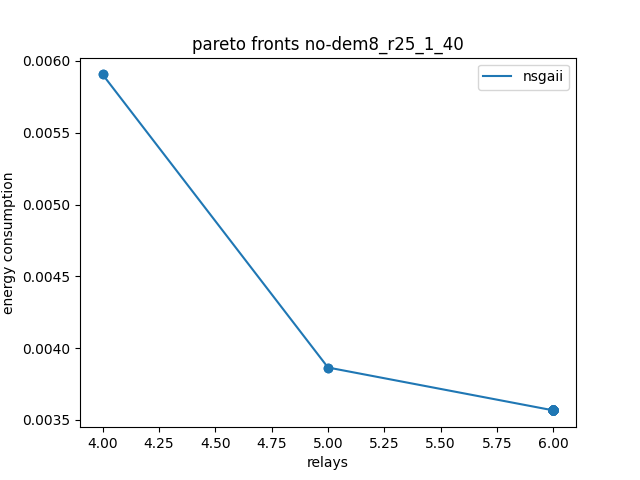 pareto fronts no-dem8_r25_1_40
nsgaii
energy consumption
0.0060
0.0055
0.0050
0.0045
0.0040
0.0035
4.00 4.25 4.50 4.75 5.00 5.25 5.50 5.75 6.00
relays